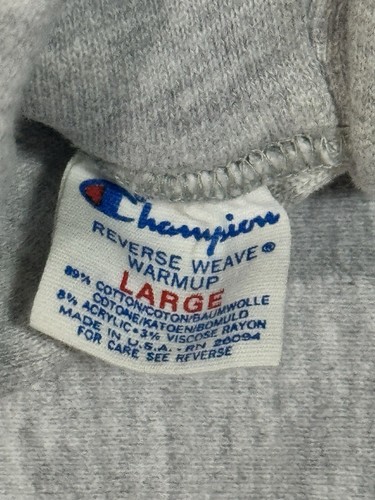 Champion
REVERSE WEAVE®
WARMUP
LARGE
89% COTTON/COTON/BAUMWOLLE
COTONE/KATOEN/BOMULD
8% ACRYLIC•3% VISCOSE RAYON
MADE IN U.S.A. - RN 26094
FOR CARE SEE REVERSE